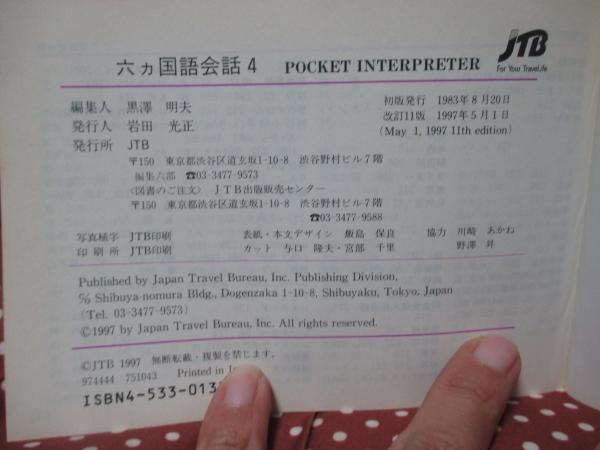 六ヵ国語会話4 POCKET INTERPRETER
JTB
For Your TraveLife
編集人 黒澤 明夫
発行人 岩田 光正
発行所 JTB
初版発行 1983年8月20日
改訂11版 1997年5月1日
(May 1, 1997 11th edition)
〒150 東京都渋谷区道玄坂1-10-8 渋谷野村ビル7階
編集六部 ☎03-3477-9573
〈図書のご注文〉 JTB出版販売センター
〒150 東京都渋谷区道玄坂1-10-8 渋谷野村ビル7階
☎03-3477-9588
写真植字 JTB印刷 表紙・本文デザイン 飯島 保良 協力 川崎 あかね
印刷所 JTB印刷 カット 与口 隆夫・宮部 千里 野澤 昇
Published by Japan Travel Bureau, Inc. Publishing Division,
℅ Shibuya-nomura Bldg., Dogenzaka 1-10-8, Shibuyaku, Tokyo, Japan
(Tel. 03-3477-9573)
©1997 by Japan Travel Bureau, Inc. All rights reserved.
©JTB 1997 無断転載・複製を禁じます。
974444 751043 Printed in
ISBN4-533-013